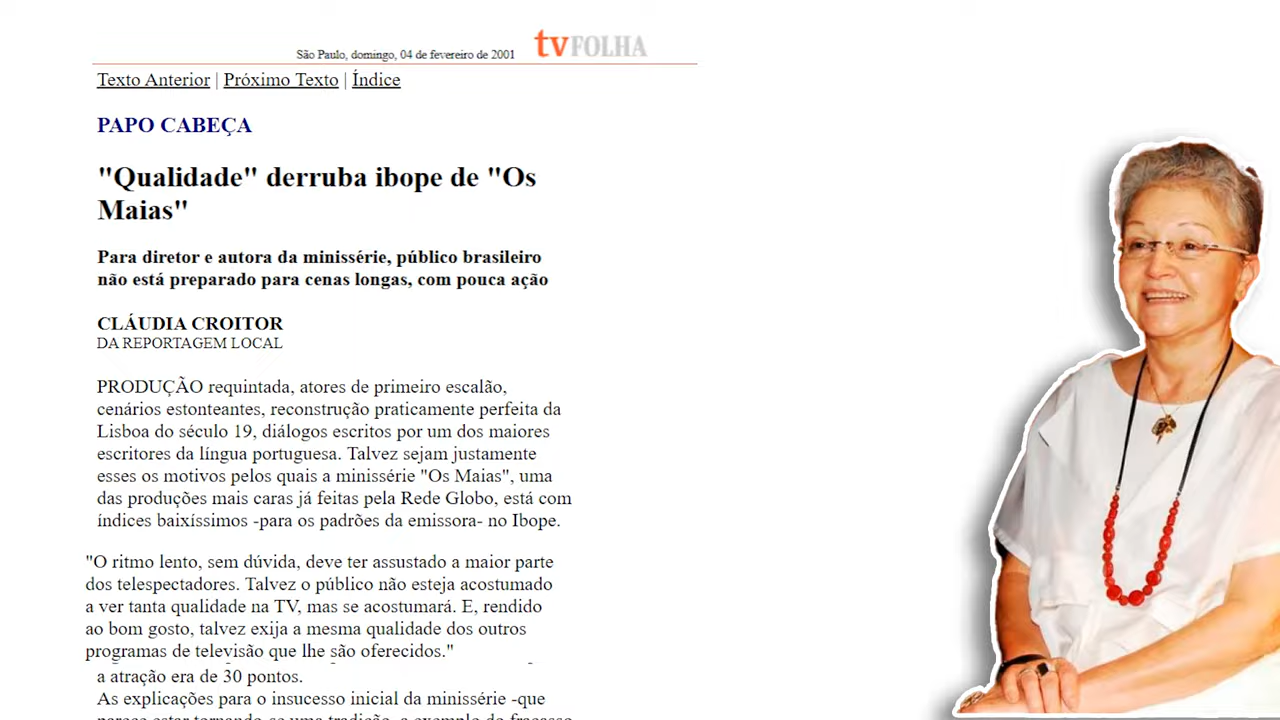 São Paulo, domingo, 04 de fevereiro de 2001 tvFOLHA
Texto Anterior | Próximo Texto | Índice
PAPO CABEÇA
"Qualidade" derruba ibope de "Os
Maias"
Para diretor e autora da minissérie, público brasileiro
não está preparado para cenas longas, com pouca ação
CLÁUDIA CROITOR
DA REPORTAGEM LOCAL
PRODUÇÃO requintada, atores de primeiro escalão,
cenários estonteantes, reconstrução praticamente perfeita da
Lisboa do século 19, diálogos escritos por um dos maiores
escritores da língua portuguesa. Talvez sejam justamente
esses os motivos pelos quais a minissérie "Os Maias", uma
das produções mais caras já feitas pela Rede Globo, está com
índices baixíssimos -para os padrões da emissora- no Ibope.
"O ritmo lento, sem dúvida, deve ter assustado a maior parte
dos telespectadores. Talvez o público não esteja acostumado
a ver tanta qualidade na TV, mas se acostumará. E, rendido
ao bom gosto, talvez exija a mesma qualidade dos outros
programas de televisão que lhe são oferecidos."
a atração era de 30 pontos.
As explicações para o insucesso inicial da minissérie -que